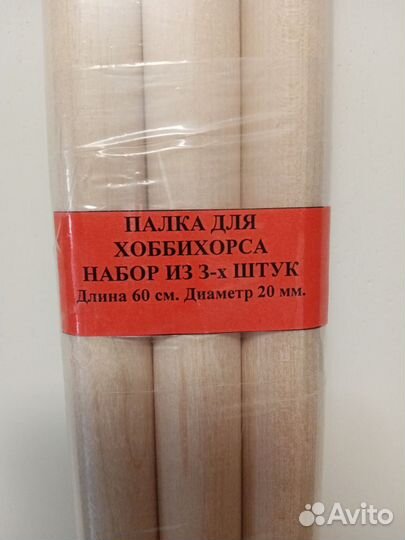 ПАЛКА ДЛЯ
ХОББИХОРСА
НАБОР ИЗ 3-х ШТУК
Длина 60 см. Диаметр 20 мм.
Avito